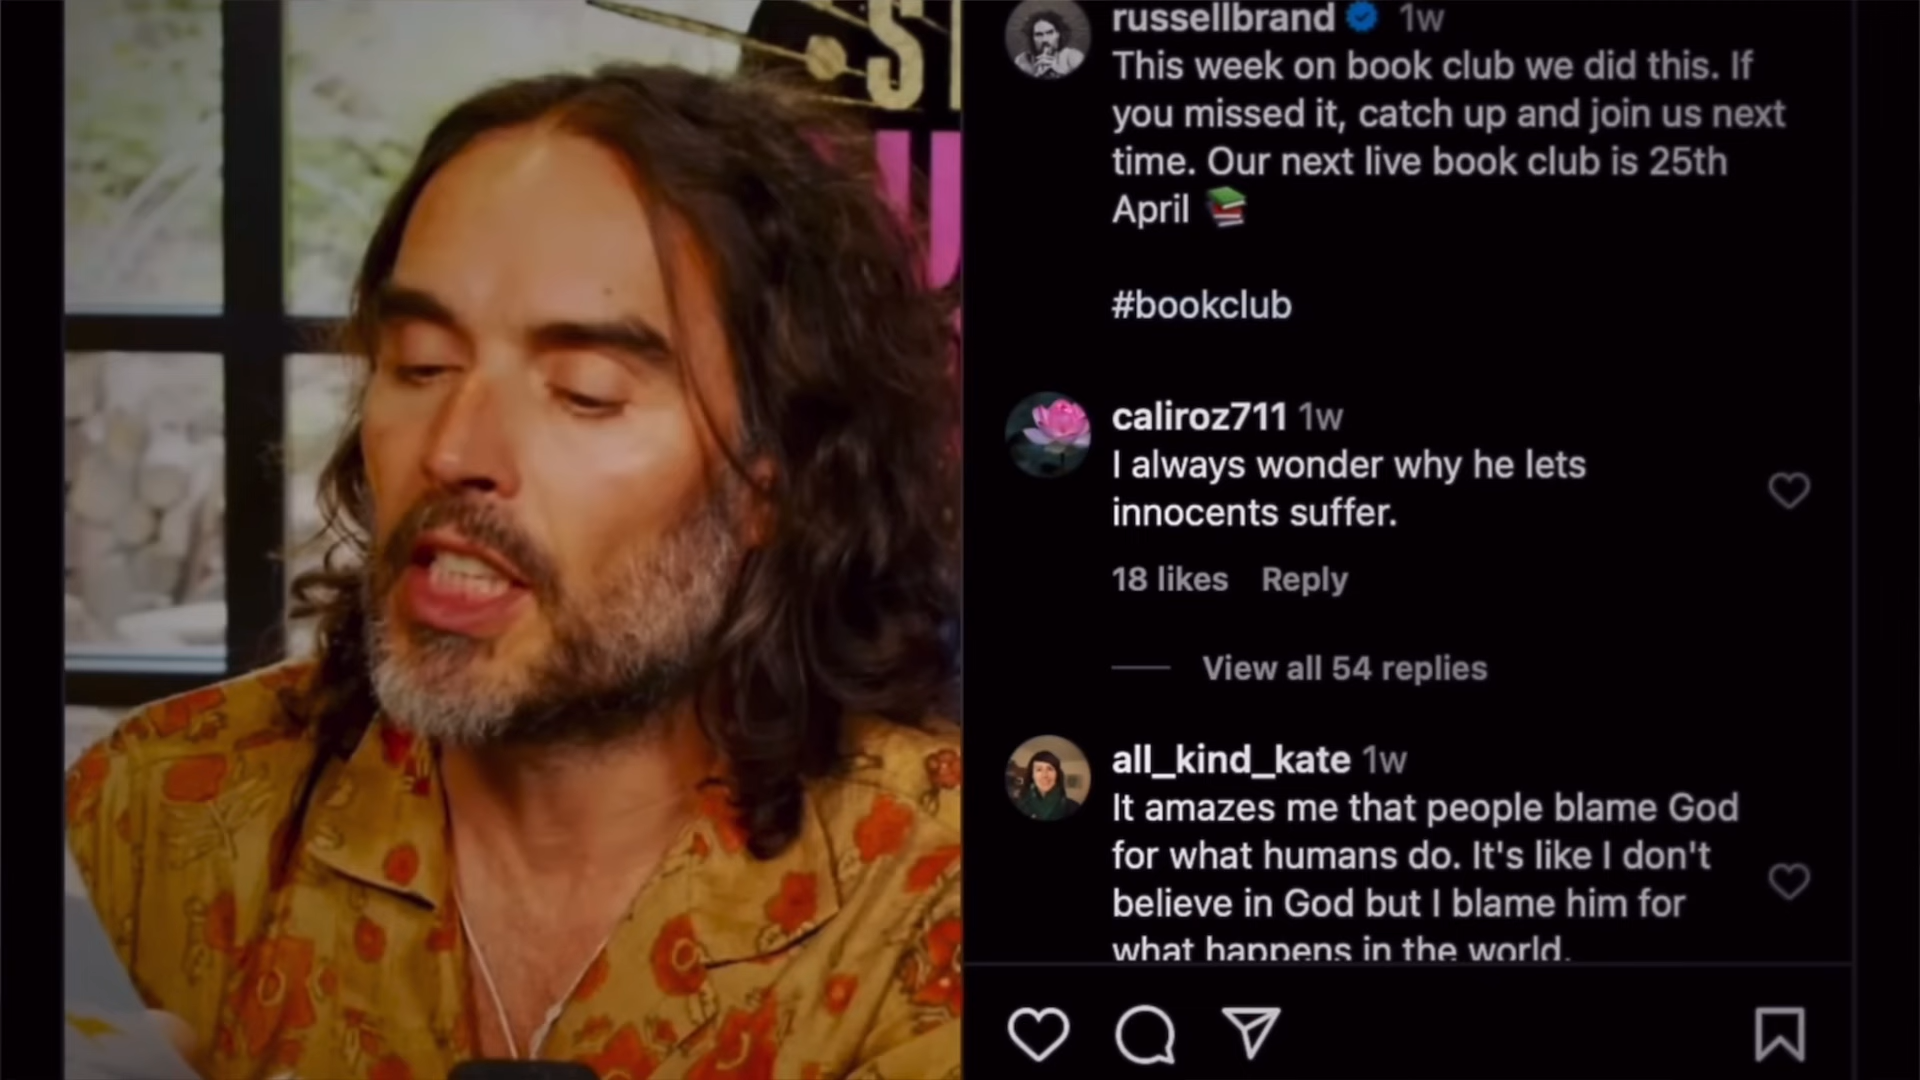 russellbrand 1w
This week on book club we did this. If
you missed it, catch up and join us next
time. Our next live book club is 25th
April
#bookclub
caliroz711 1w
I always wonder why he lets
innocents suffer.
18 likes Reply
View all 54 replies
all_kind_kate 1w
It amazes me that people blame God
for what humans do. It's like I don't
believe in God but I blame him for
what happens in the world.